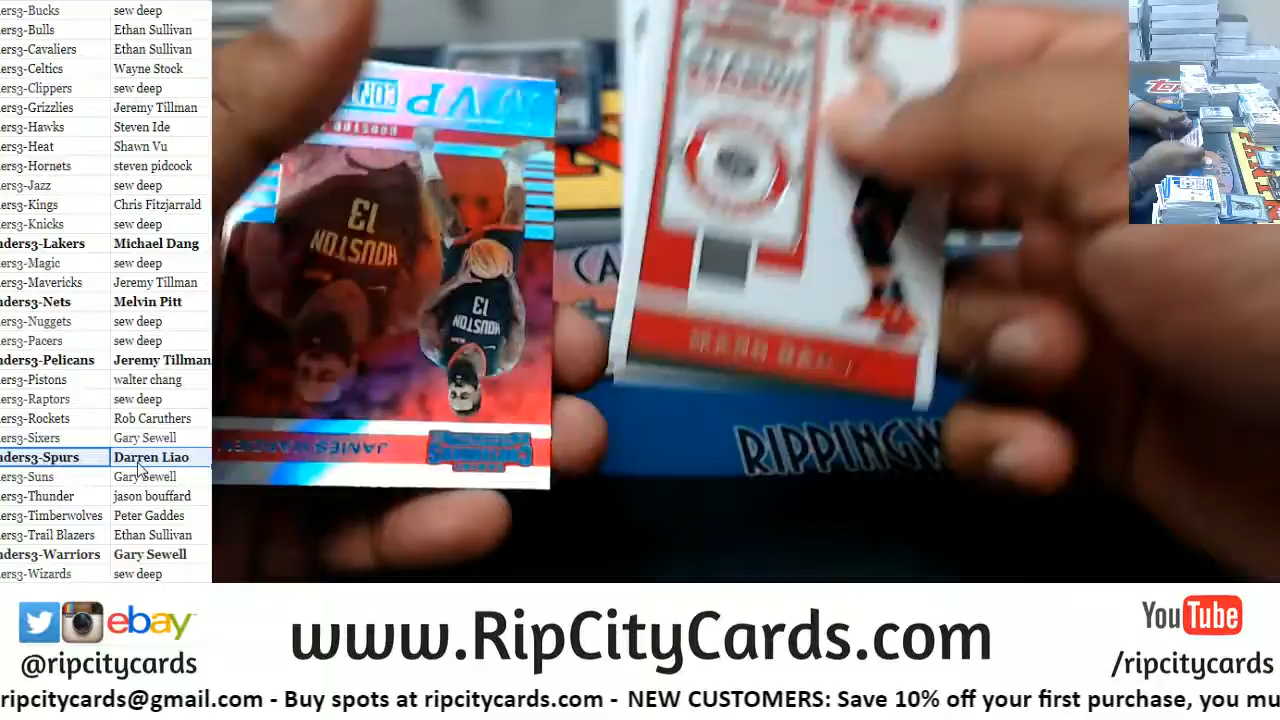 ers3-Bucks sew deep
ers3-Bulls Ethan Sullivan
ers3-Cavaliers Ethan Sullivan
ers3-Celtics Wayne Stock
ers3-Clippers sew deep
ers3-Grizzlies Jeremy Tillman
ers3-Hawks Steven Ide
ers3-Heat Shawn Vu
ers3-Hornets steven pidcock
ers3-Jazz sew deep
ers3-Kings Chris Fitzjarrald
ers3-Knicks sew deep
nders3-Lakers Michael Dang
ers3-Magic sew deep
ers3-Mavericks Jeremy Tillman
nders3-Nets Melvin Pitt
ers3-Nuggets sew deep
ers3-Pacers sew deep
nders3-Pelicans Jeremy Tillman
ers3-Pistons walter chang
ers3-Raptors sew deep
ers3-Rockets Rob Caruthers
ers3-Sixers Gary Sewell
nders3-Spurs Darren Liao
ers3-Suns Gary Sewell
ers3-Thunder jason bouffard
ers3-Timberwolves Peter Gaddes
ers3-Trail Blazers Ethan Sullivan
nders3-Warriors Gary Sewell
ers3-Wizards sew deep
MVP
HOUSTON
13
HOUSTON
13
JAMES HARDEN
SEASON
RIPPINGW
ebay
@ripcitycards
www.RipCityCards.com
YouTube
/ripcitycards
ripcitycards@gmail.com - Buy spots at ripcitycards.com - NEW CUSTOMERS: Save 10% off your first purchase, you mu